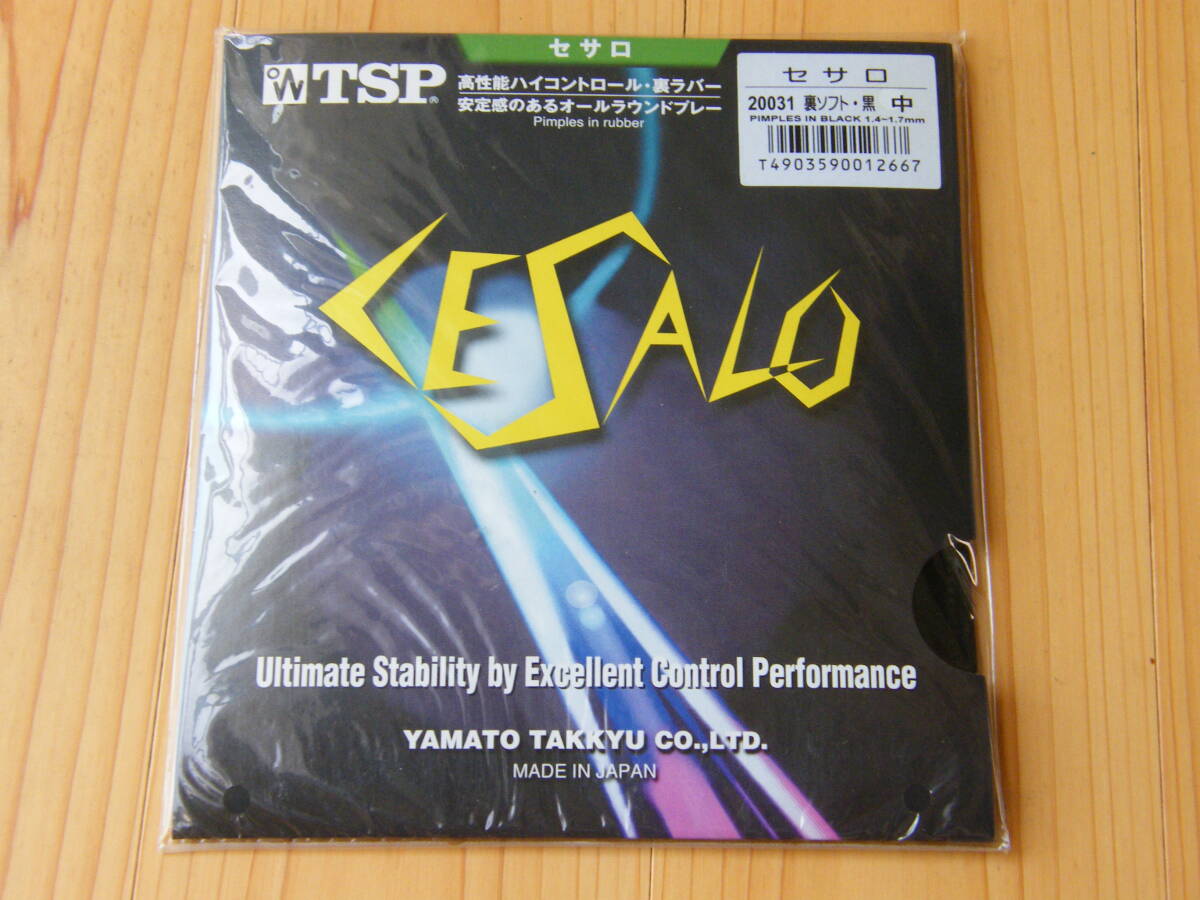 セサロ
TSP®
高性能ハイコントロール・裏ラバー
安定感のあるオールラウンドプレー
Pimples in rubber
セサロ
20031 裏ソフト・黒 中
PIMPLES IN BLACK 1.4~1.7mm
T4903590012667
CESALO
Ultimate Stability by Excellent Control Performance
YAMATO TAKKYU CO.,LTD.
MADE IN JAPAN